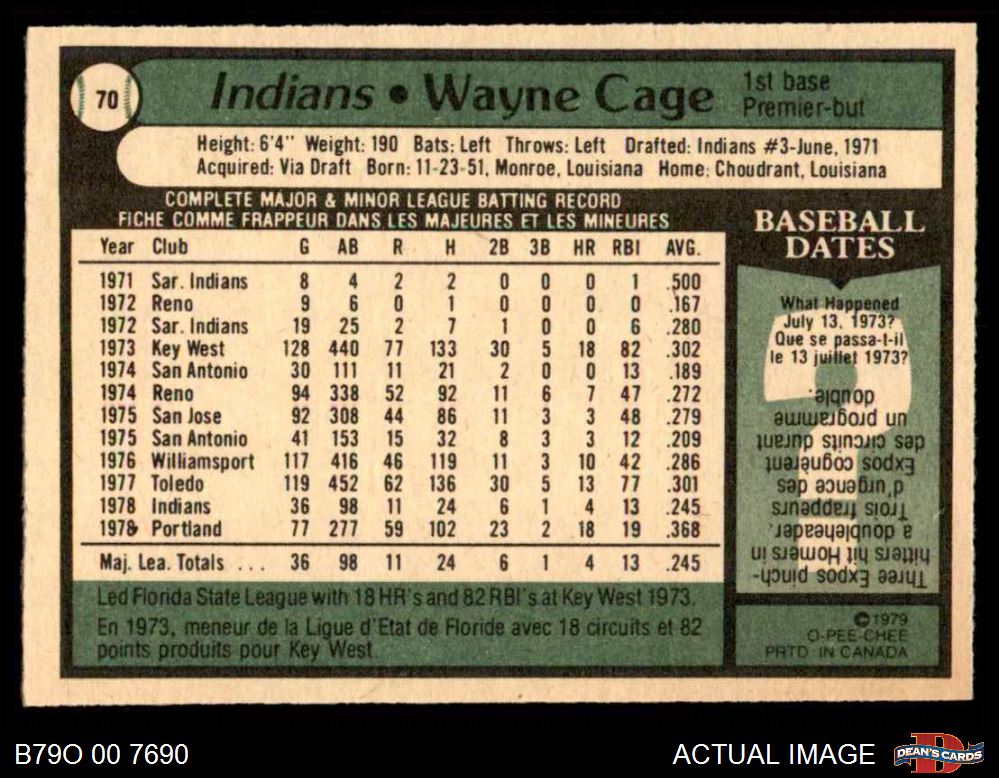 70
Indians • Wayne Cage
1st base
Premier-but
Height: 6'4" Weight: 190 Bats: Left Throws: Left Drafted: Indians #3-June, 1971
Acquired: Via Draft Born: 11-23-51, Monroe, Louisiana Home: Choudrant, Louisiana
COMPLETE MAJOR & MINOR LEAGUE BATTING RECORD
FICHE COMME FRAPPEUR DANS LES MAJEURES ET LES MINEURES
Year Club G AB R H 2B 3B HR RBI AVG.
1971 Sar. Indians 8 4 2 2 0 0 0 1 .500
1972 Reno 9 6 0 1 0 0 0 0 .167
1972 Sar. Indians 19 25 2 7 1 0 0 6 .280
1973 Key West 128 440 77 133 30 5 18 82 .302
1974 San Antonio 30 111 11 21 2 0 0 13 .189
1974 Reno 94 338 52 92 11 6 7 47 .272
1975 San Jose 92 308 44 86 11 3 3 48 .279
1975 San Antonio 41 153 15 32 8 3 3 12 .209
1976 Williamsport 117 416 46 119 11 3 10 42 .286
1977 Toledo 119 452 62 136 30 5 13 77 .301
1978 Indians 36 98 11 24 6 1 4 13 .245
1978 Portland 77 277 59 102 23 2 18 19 .368
Maj. Lea. Totals ... 36 98 11 24 6 1 4 13 .245
Led Florida State League with 18 HR's and 82 RBI's at Key West 1973.
En 1973, meneur de la Ligue d'Etat de Floride avec 18 circuits et 82
points produits pour Key West.
BASEBALL
DATES
What Happened
July 13, 1973?
Que se passa-t-il
le 13 juillet 1973?
Three Expo pinch-
hitters hit Homers in
a doubleheader.
Trois frappeurs
d'urgence des
Expos cognèrent
des circuits durant
un programme
double.
©1979
O-PEE-CHEE
PRTD IN CANADA
B79O 00 7690
ACTUAL IMAGE
DEAN'S CARDS